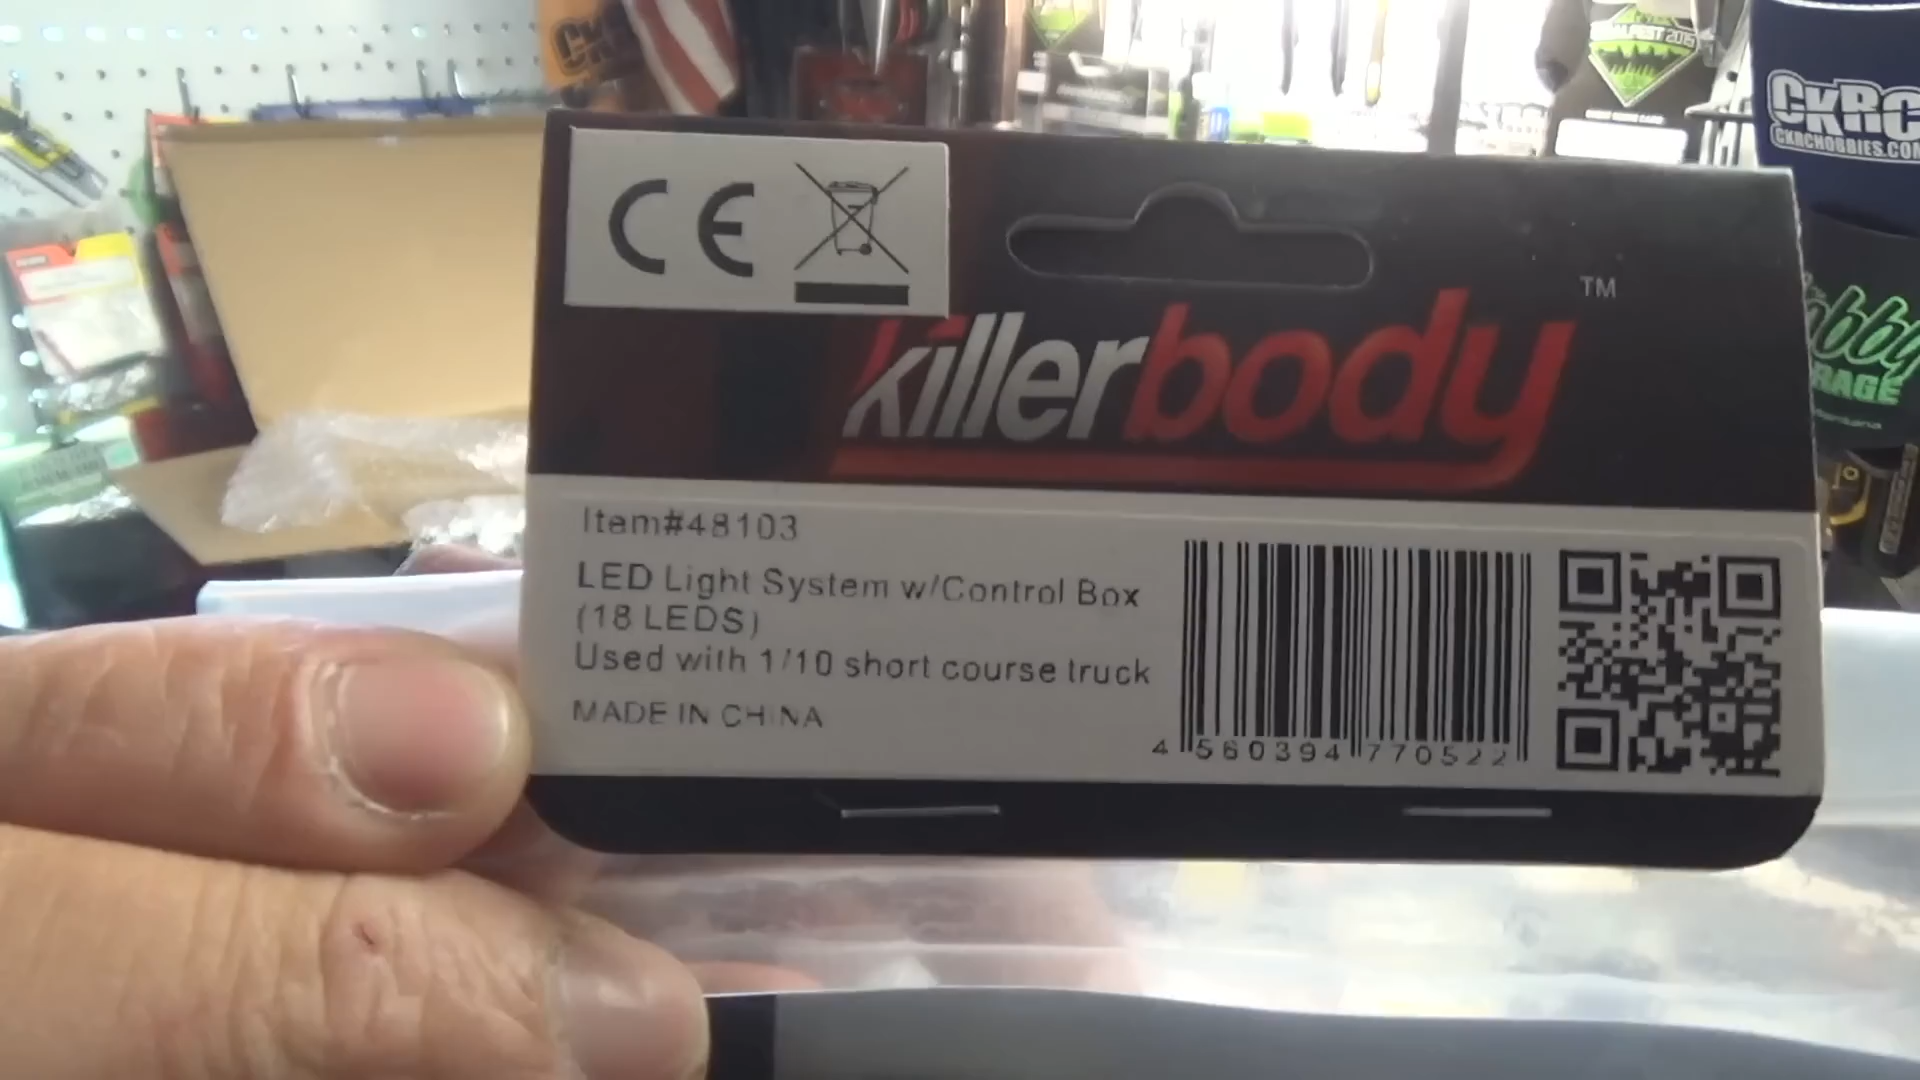 CE
killerbody
TM
Item#48103
LED Light System w/Control Box
(18 LEDS)
Used with 1/10 short course truck
MADE IN CHINA
4 560394 770522
CKRC
CKRCHOBBIES.COM
2015